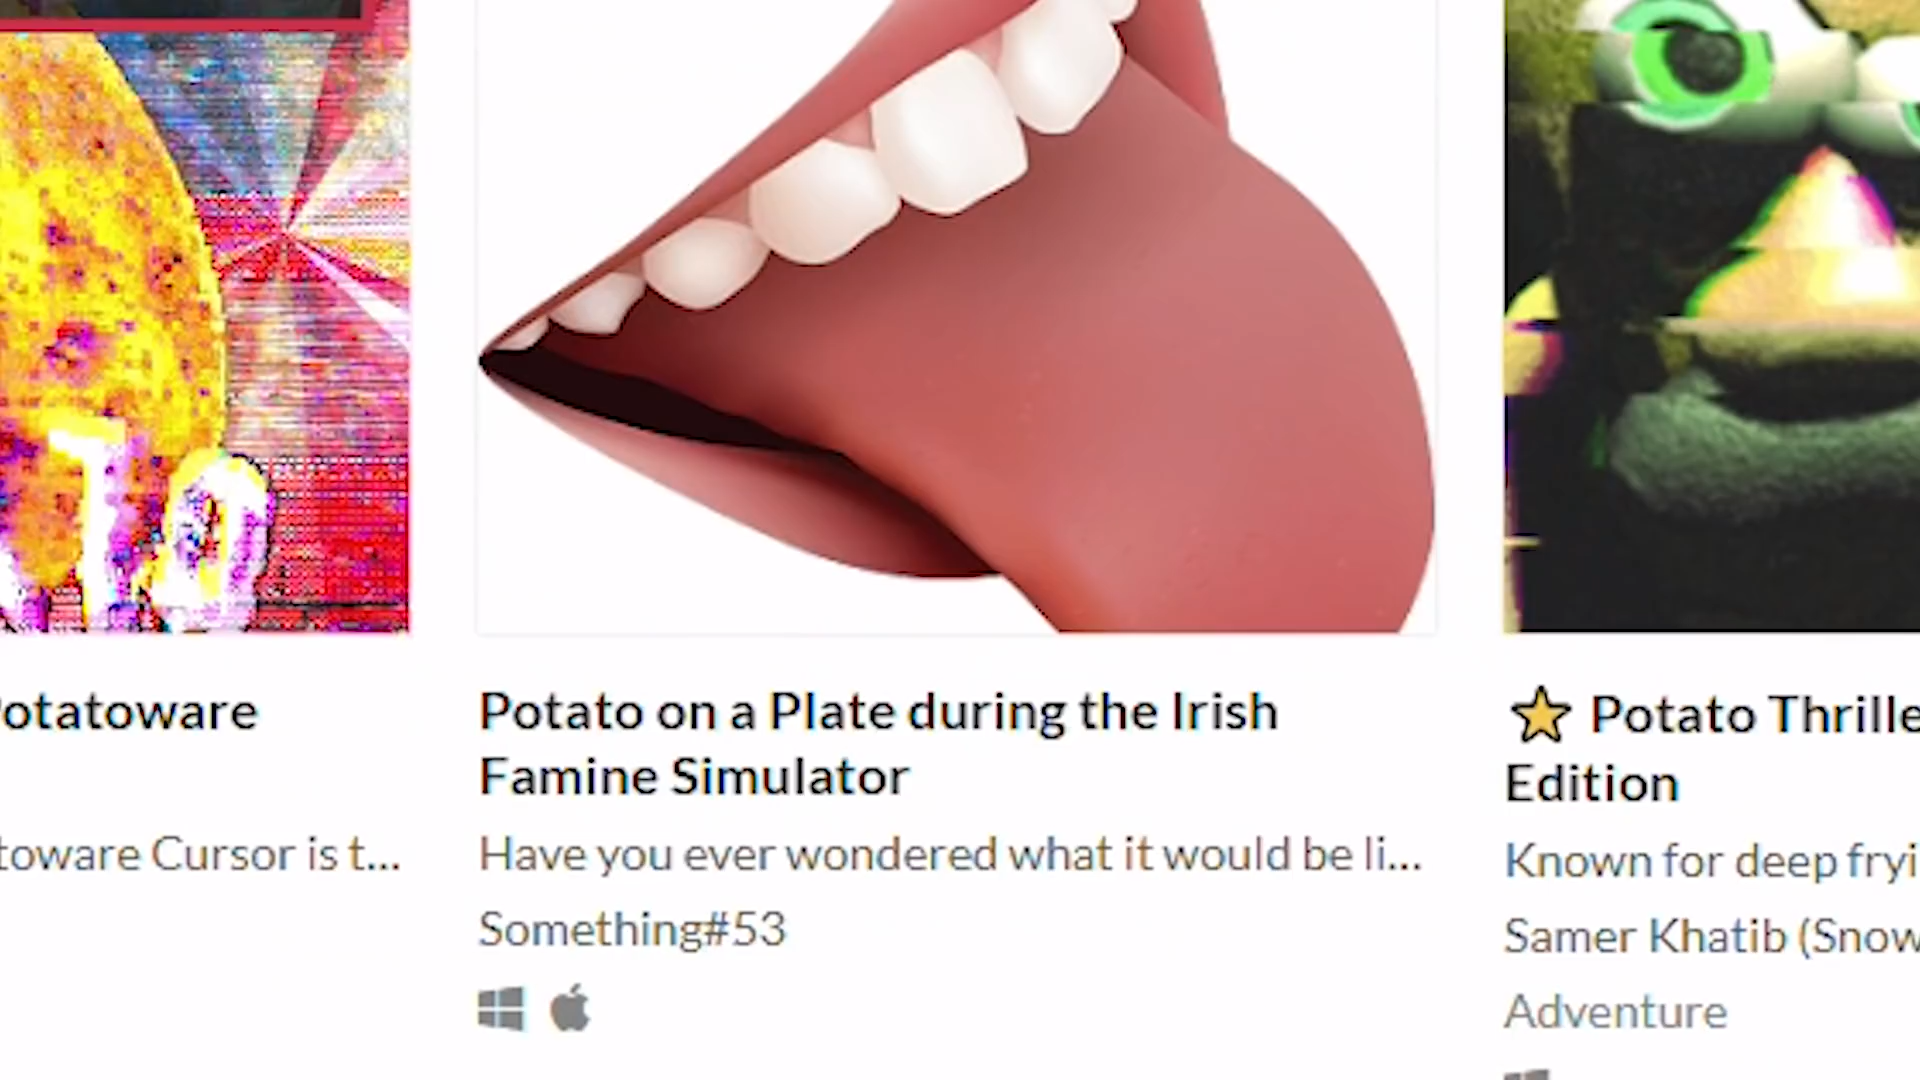 10
otatoware
toware Cursor is t...
Potato on a Plate during the Irish
Famine Simulator
Have you ever wondered what it would be li...
Something#53
Potato Thrille
Edition
Known for deep fryi
Samer Khatib (Snow
Adventure